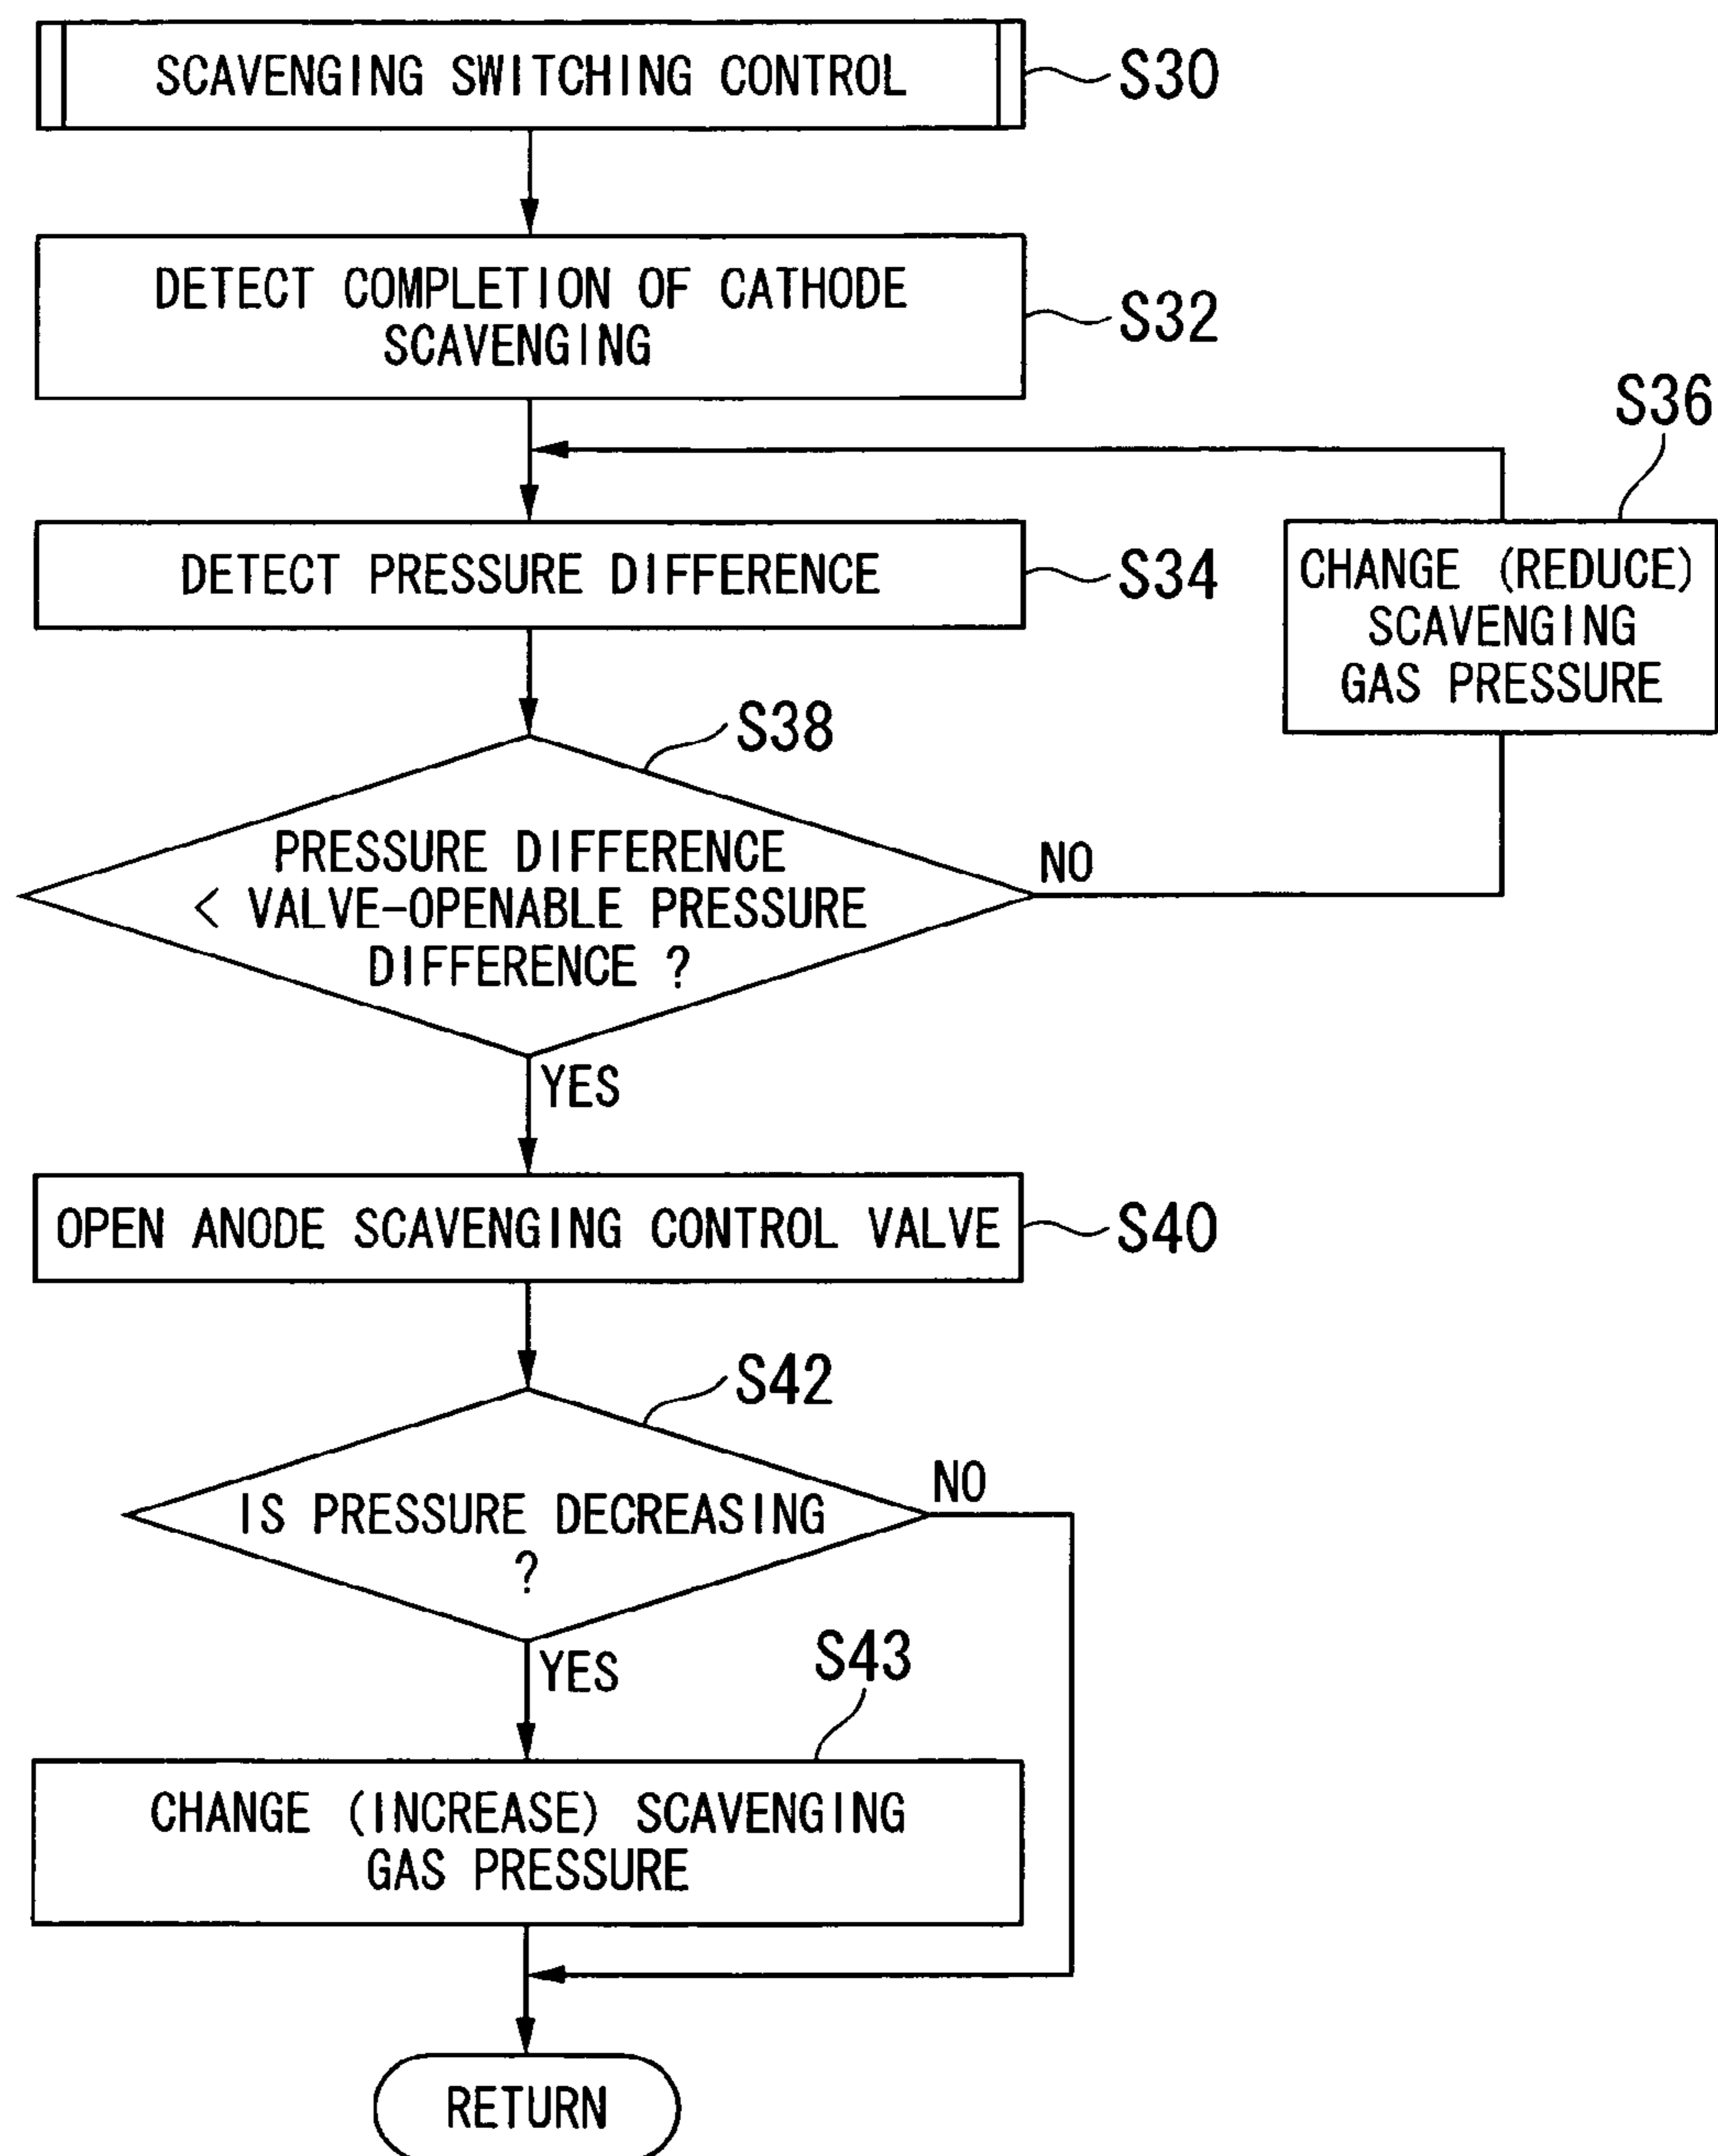 SCAVENGING SWITCHING CONTROL
S30
DETECT COMPLETION OF CATHODE
SCAVENGING
S32
S36
DETECT PRESSURE DIFFERENCE
S34
CHANGE (REDUCE)
SCAVENGING
GAS PRESSURE
S38
PRESSURE DIFFERENCE
< VALVE-OPENABLE PRESSURE
DIFFERENCE ?
NO
YES
OPEN ANODE SCAVENGING CONTROL VALVE
S40
S42
IS PRESSURE DECREASING
?
NO
YES
S43
CHANGE (INCREASE) SCAVENGING
GAS PRESSURE
RETURN